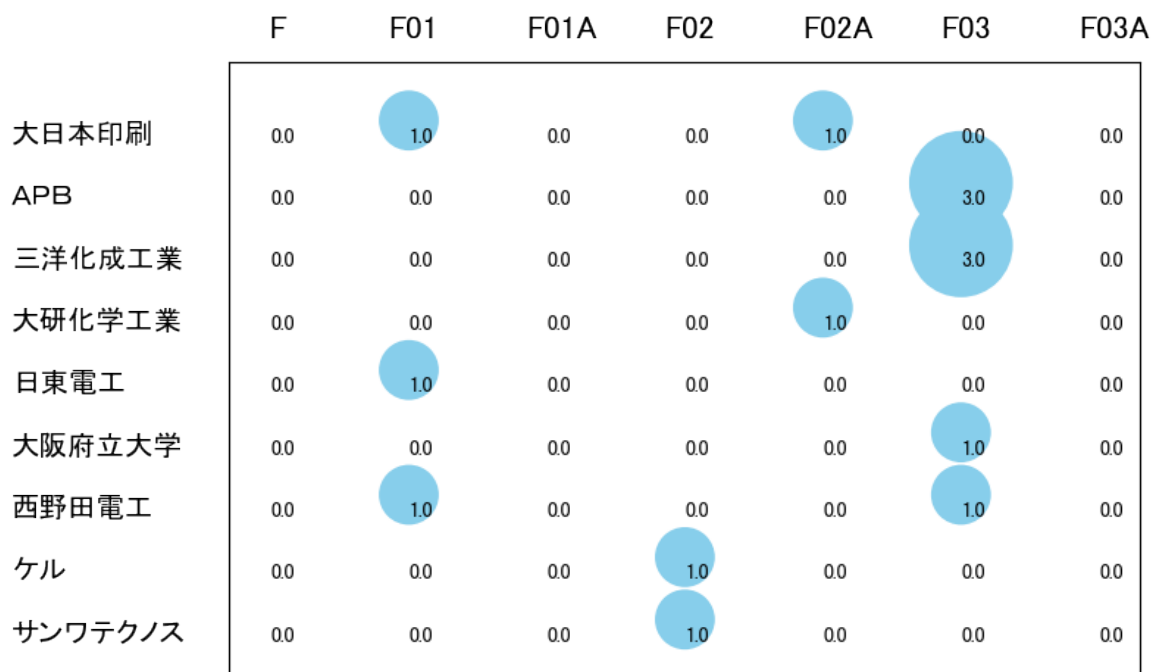 F F01 F01A F02 F02A F03 F03A
大日本印刷 0.0 1.0 0.0 0.0 1.0 0.0 0.0
APB 0.0 0.0 0.0 0.0 0.0 3.0 0.0
三洋化成工業 0.0 0.0 0.0 0.0 0.0 3.0 0.0
大研化学工業 0.0 0.0 0.0 0.0 1.0 0.0 0.0
日東電工 0.0 1.0 0.0 0.0 0.0 0.0 0.0
大阪府立大学 0.0 0.0 0.0 0.0 0.0 1.0 0.0
西野田電工 0.0 1.0 0.0 0.0 0.0 1.0 0.0
ケル 0.0 0.0 0.0 1.0 0.0 0.0 0.0
サンワテクノス 0.0 0.0 0.0 1.0 0.0 0.0 0.0